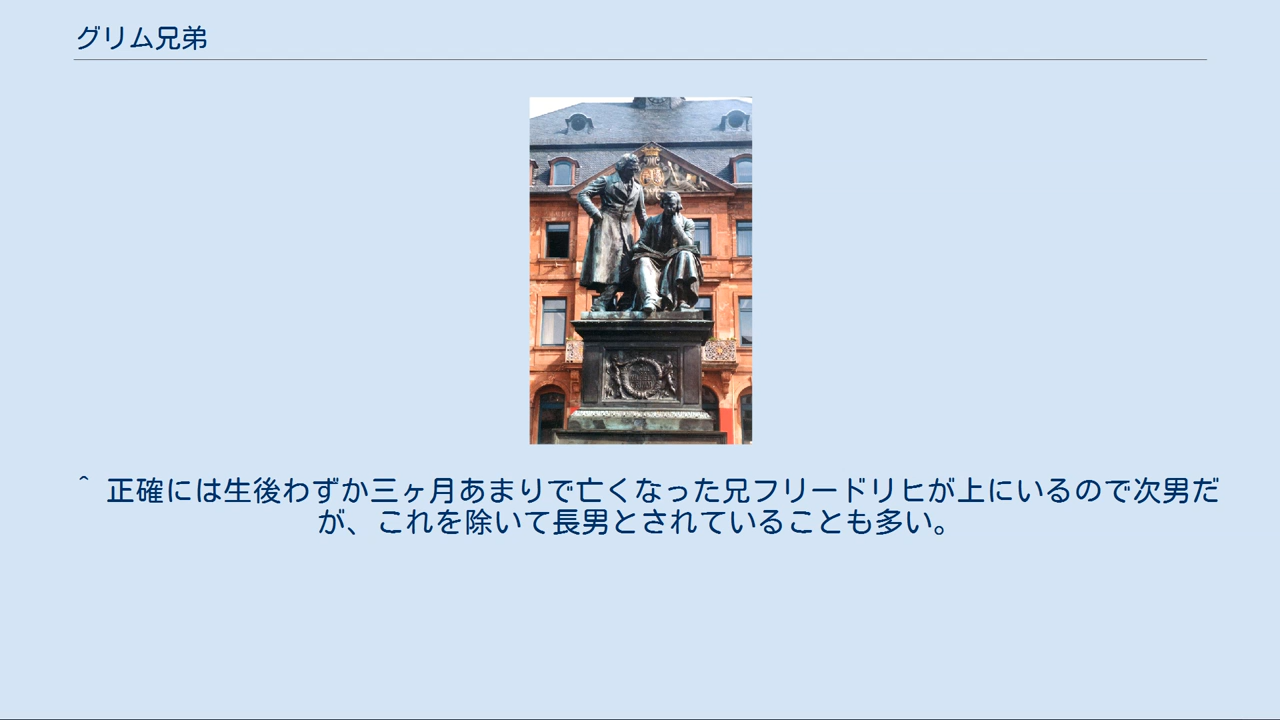 グリム兄弟
^ 正確には生後わずか三ヶ月あまりで亡くなった兄フリードリヒが上にいるので次男だ
が、これを除いて長男とされていることも多い。